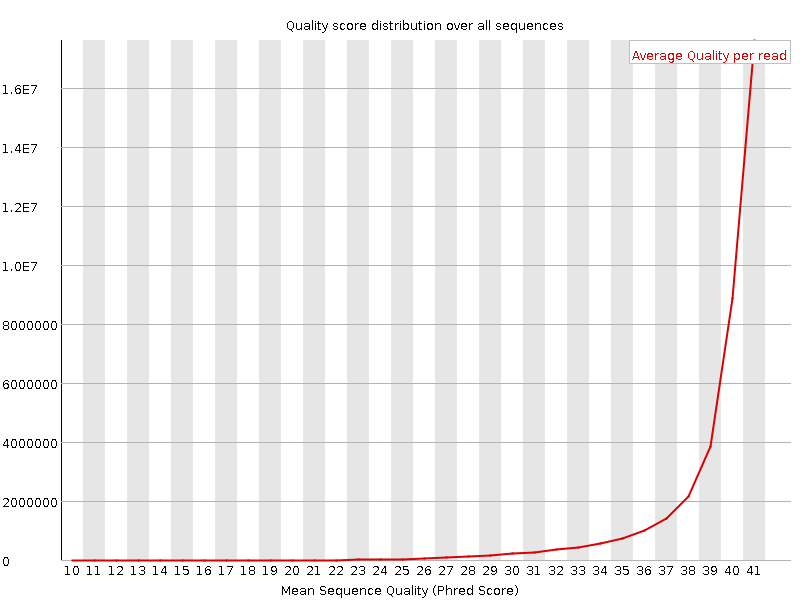 Quality score distribution over all sequences
Average Quality per read
1.6E7
1.4E7
1.2E7
1.0E7
8000000
6000000
4000000
2000000
0
10 11 12 13 14 15 16 17 18 19 20 21 22 23 24 25 26 27 28 29 30 31 32 33 34 35 36 37 38 39 40 41
Mean Sequence Quality (Phred Score)